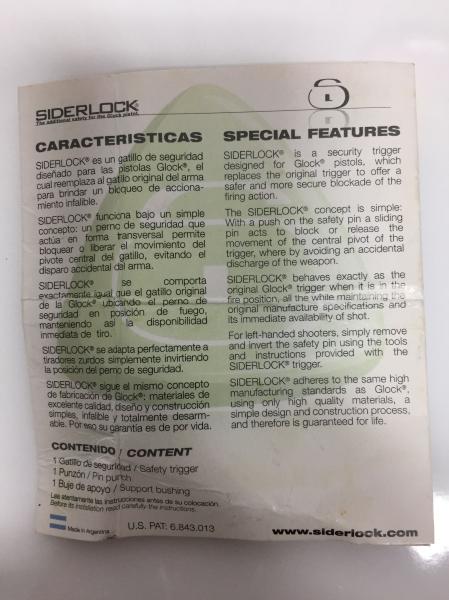 SIDERLOCK®
The additional safety for the Glock pistol.
CARACTERISTICAS
SIDERLOCK® es un gatillo de seguridad
diseñado para las pistolas Glock®, el
cual reemplaza al gatillo original del arma
para brindar un bloqueo de acciona-
miento infalible.
SIDERLOCK® funciona bajo un simple
concepto: un perno de seguridad que
actúa en forma transversal permite
bloquear o liberar el movimiento del
pivote central del gatillo, evitando el
disparo accidental del arma.
SIDERLOCK® se comporta
exactamente igual que el gatillo original
de la Glock® ubicando el perno de
seguridad en posición de fuego,
manteniendo así la disponibilidad
inmediata de tiro.
SIDERLOCK® se adapta perfectamente a
tiradores zurdos simplemente invirtiendo
la posición del perno de seguridad.
SIDERLOCK® sigue el mismo concepto
de fabricación de Glock®; materiales de
excelente calidad, diseño y construcción
simples, infalible y totalmente desarm-
able. Por eso su garantía es de por vida.
SPECIAL FEATURES
SIDERLOCK® is a security trigger
designed for Glock® pistols, which
replaces the original trigger to offer a
safer and more secure blockade of the
firing action.
The SIDERLOCK® concept is simple:
With a push on the safety pin a sliding
pin acts to block or release the
movement of the central pivot of the
trigger, where by avoiding an accidental
discharge of the weapon.
SIDERLOCK® behaves exactly as the
original Glock® trigger when it is in the
fire position, all the while maintaining the
original manufacture specifications and
its immediate availability of shot.
For left-handed shooters, simply remove
and invert the safety pin using the tools
and instructions provided with the
SIDERLOCK® trigger.
SIDERLOCK® adheres to the same high
manufacturing standards as Glock®,
using only high quality materials, a
simple design and construction process,
and therefore is guaranteed for life.
CONTENIDO / CONTENT
1 Gatillo de seguridad / Safety trigger
1 Punzón / Pin punch
1 Buje de apoyo / Support bushing
Lea atentamente las instrucciones antes de su colocación.
Before its installation read carefully the instructions.
Made in Argentina
U.S. PAT: 6.843.013
www.siderlock.com